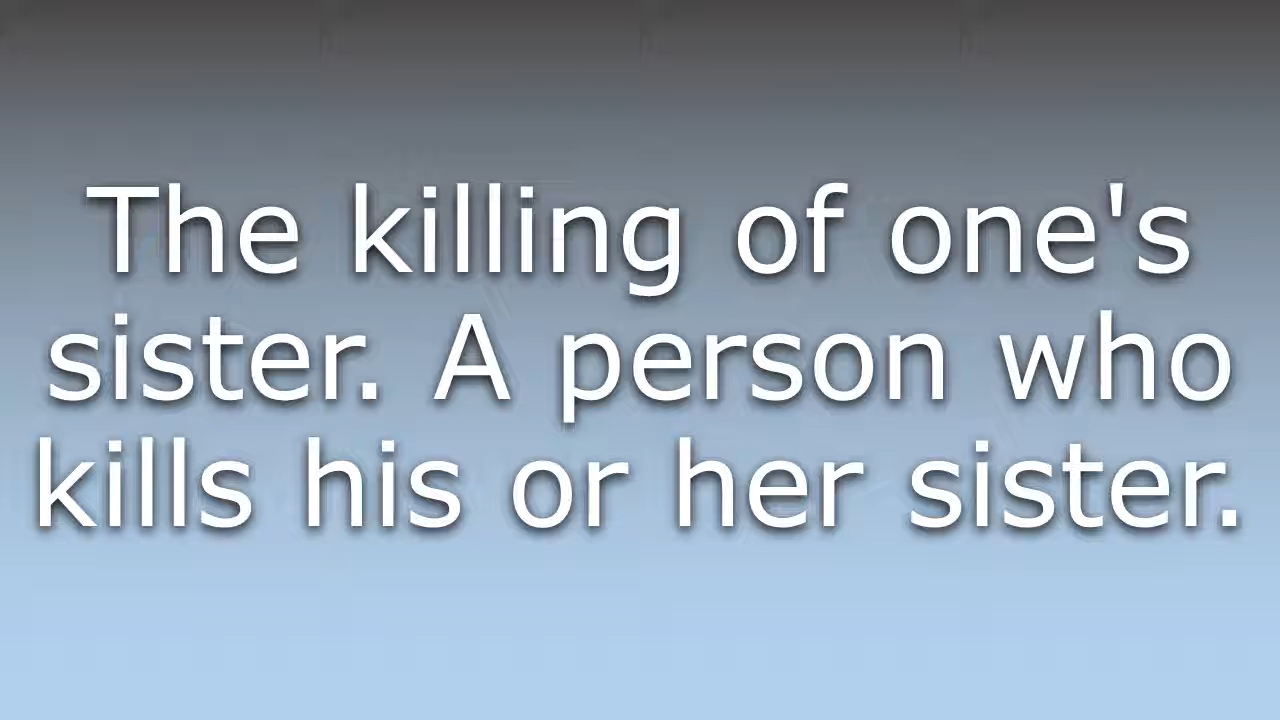 The killing of one's
sister. A person who
kills his or her sister.